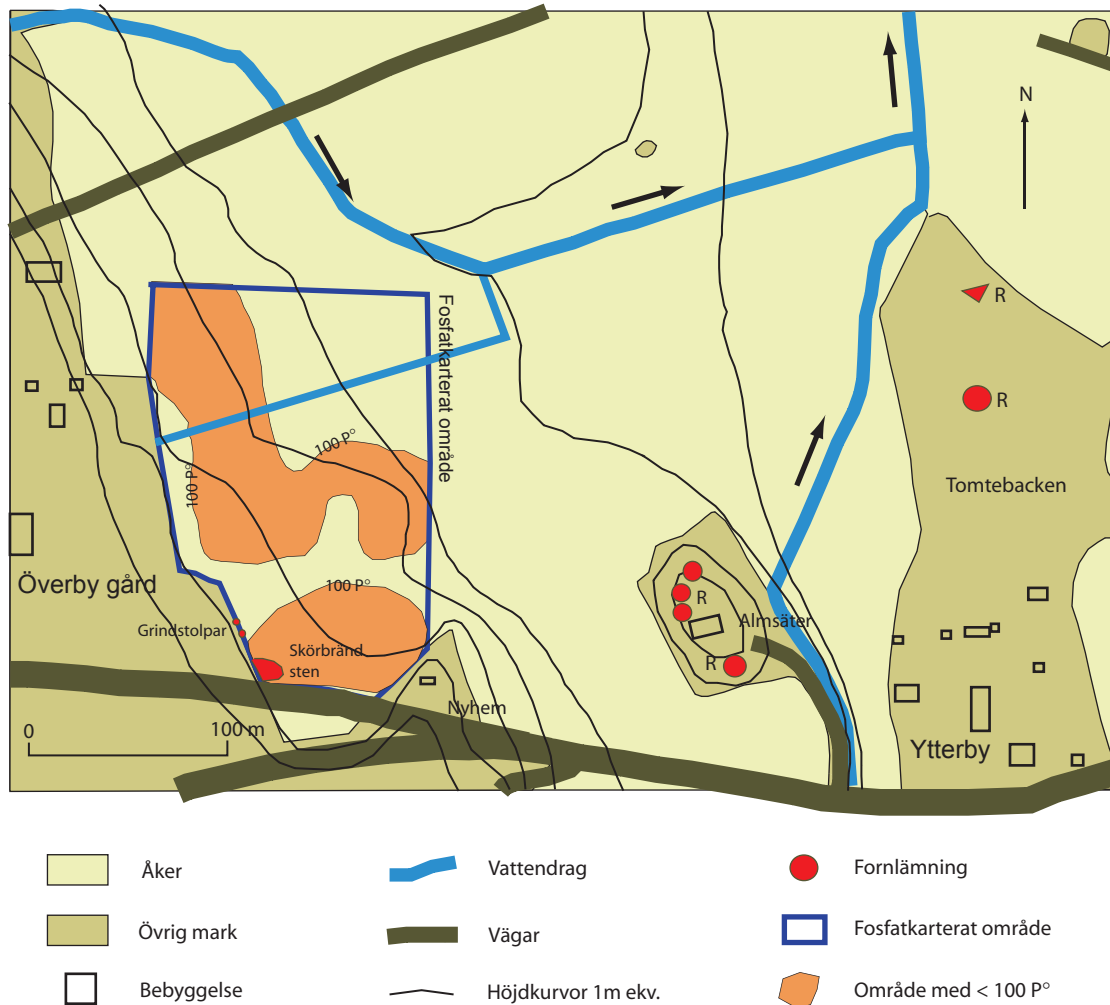 N
R
Fosfatkarterat område
R
100 P°
100 P°
Tomtebacken
Överby gård
100 P°
R
Almsäter
Grindstolpar
Skörbränd
sten
R
Nyhem
0
100 m
Ytterby
Åker
Vattendrag
Fornlämning
Övrig mark
Vägar
Fosfatkarterat område
Bebyggelse
Höjdkurvor 1m ekv.
Område med < 100 P°